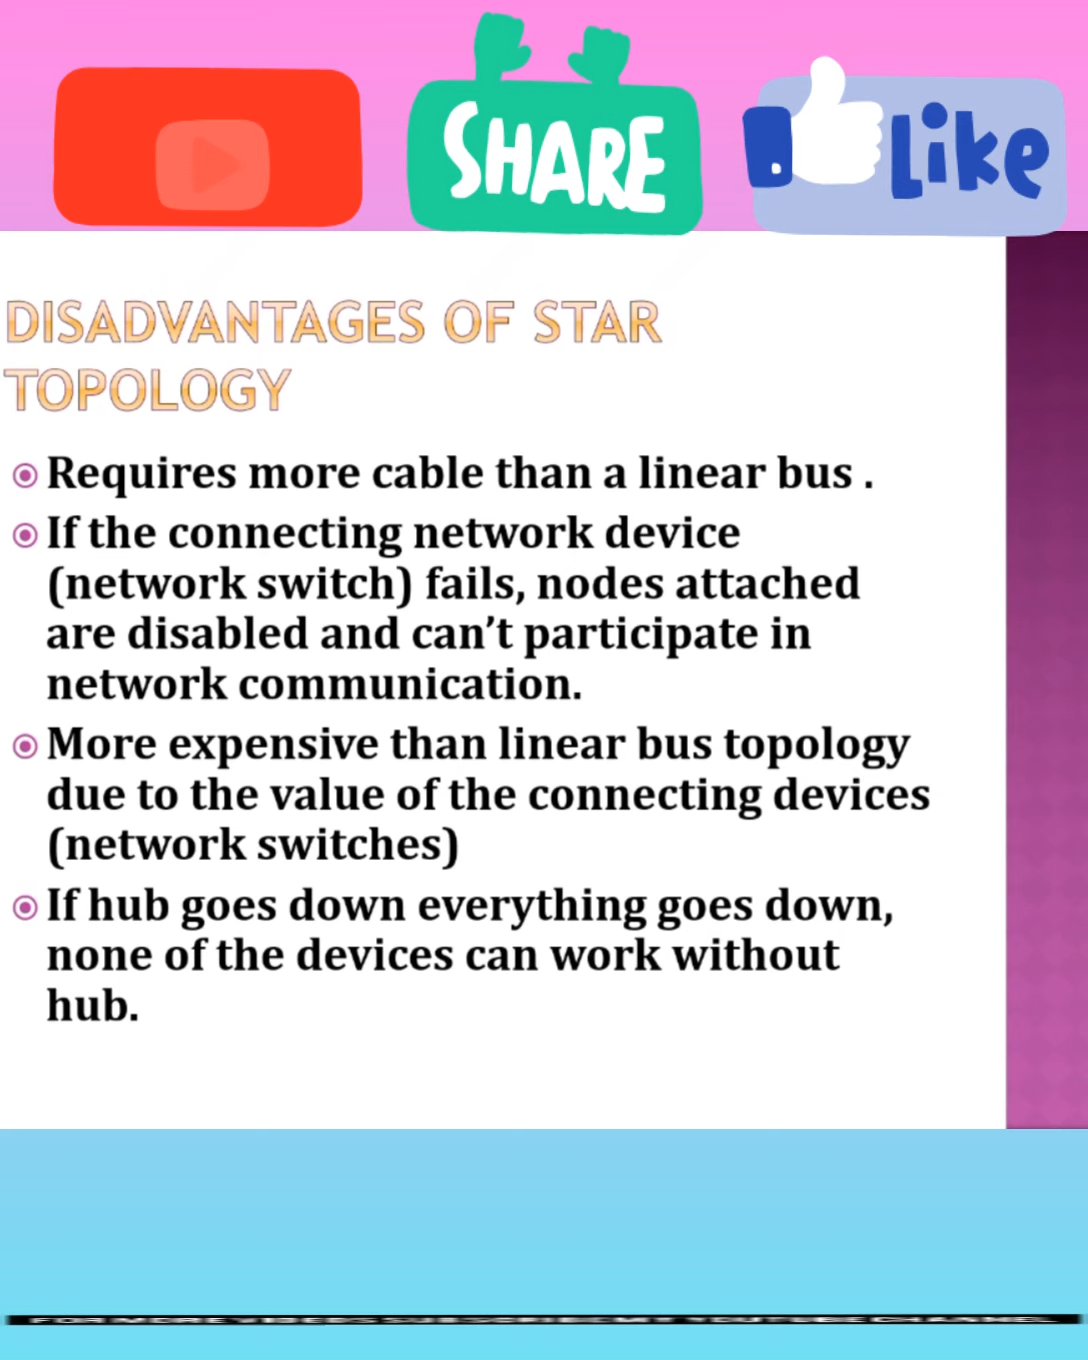 SHARE
Like
DISADVANTAGES OF STAR
TOPOLOGY
Requires more cable than a linear bus .
If the connecting network device
(network switch) fails, nodes attached
are disabled and can’t participate in
network communication.
More expensive than linear bus topology
due to the value of the connecting devices
(network switches)
If hub goes down everything goes down,
none of the devices can work without
hub.